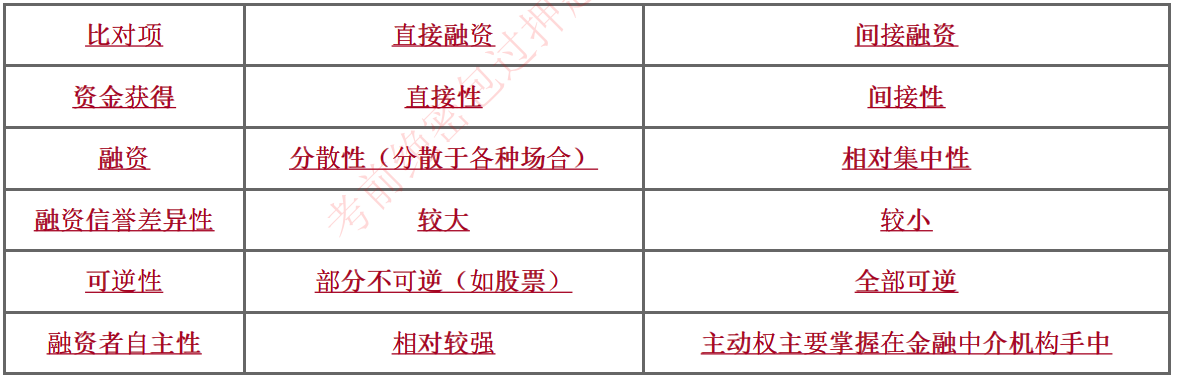 比对项 直接融资 间接融资
资金获得 直接性 间接性
融资 分散性（分散于各种场合） 相对集中性
融资信誉差异性 较大 较小
可逆性 部分不可逆（如股票） 全部可逆
融资者自主性 相对较强 主动权主要掌握在金融中介机构手中
考前绝密包过押